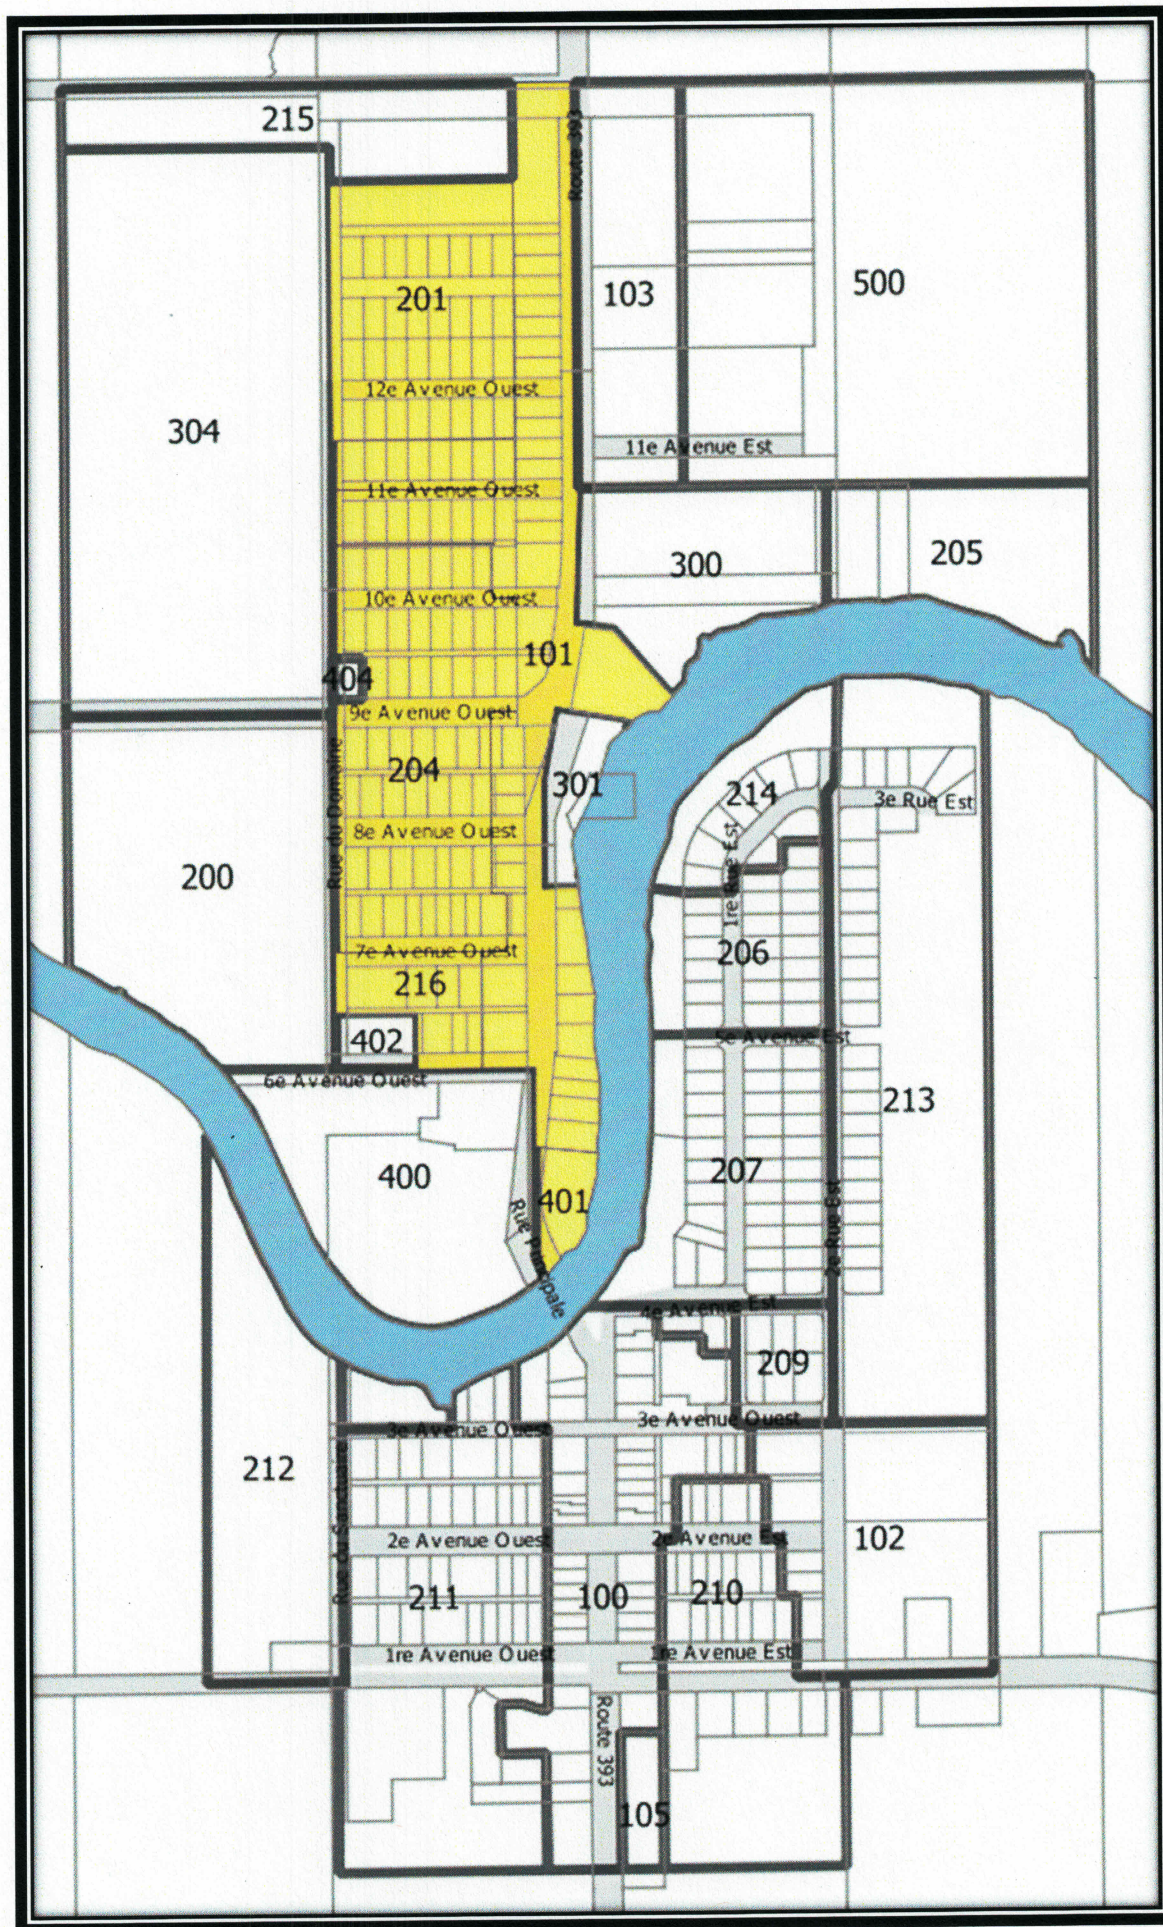 215
Route 393
201
103
500
12e Avenue Ouest
304
11e Avenue Est
11e Avenue Ouest
300
205
10e Avenue Ouest
101
404
9e Avenue Ouest
204
301
214
3e Rue Est
Rue du Domaine
8e Avenue Ouest
1re Rue Est
200
7e Avenue Ouest
206
216
402
5e Avenue Est
6e Avenue Ouest
213
400
207
401
Rue Principale
2e Rue Est
4e Avenue Est
209
3e Avenue Ouest
3e Avenue Ouest
212
Rue du Sanctuaire
2e Avenue Ouest
2e Avenue Est
102
211
100
210
1re Avenue Ouest
1re Avenue Est
Route 393
105